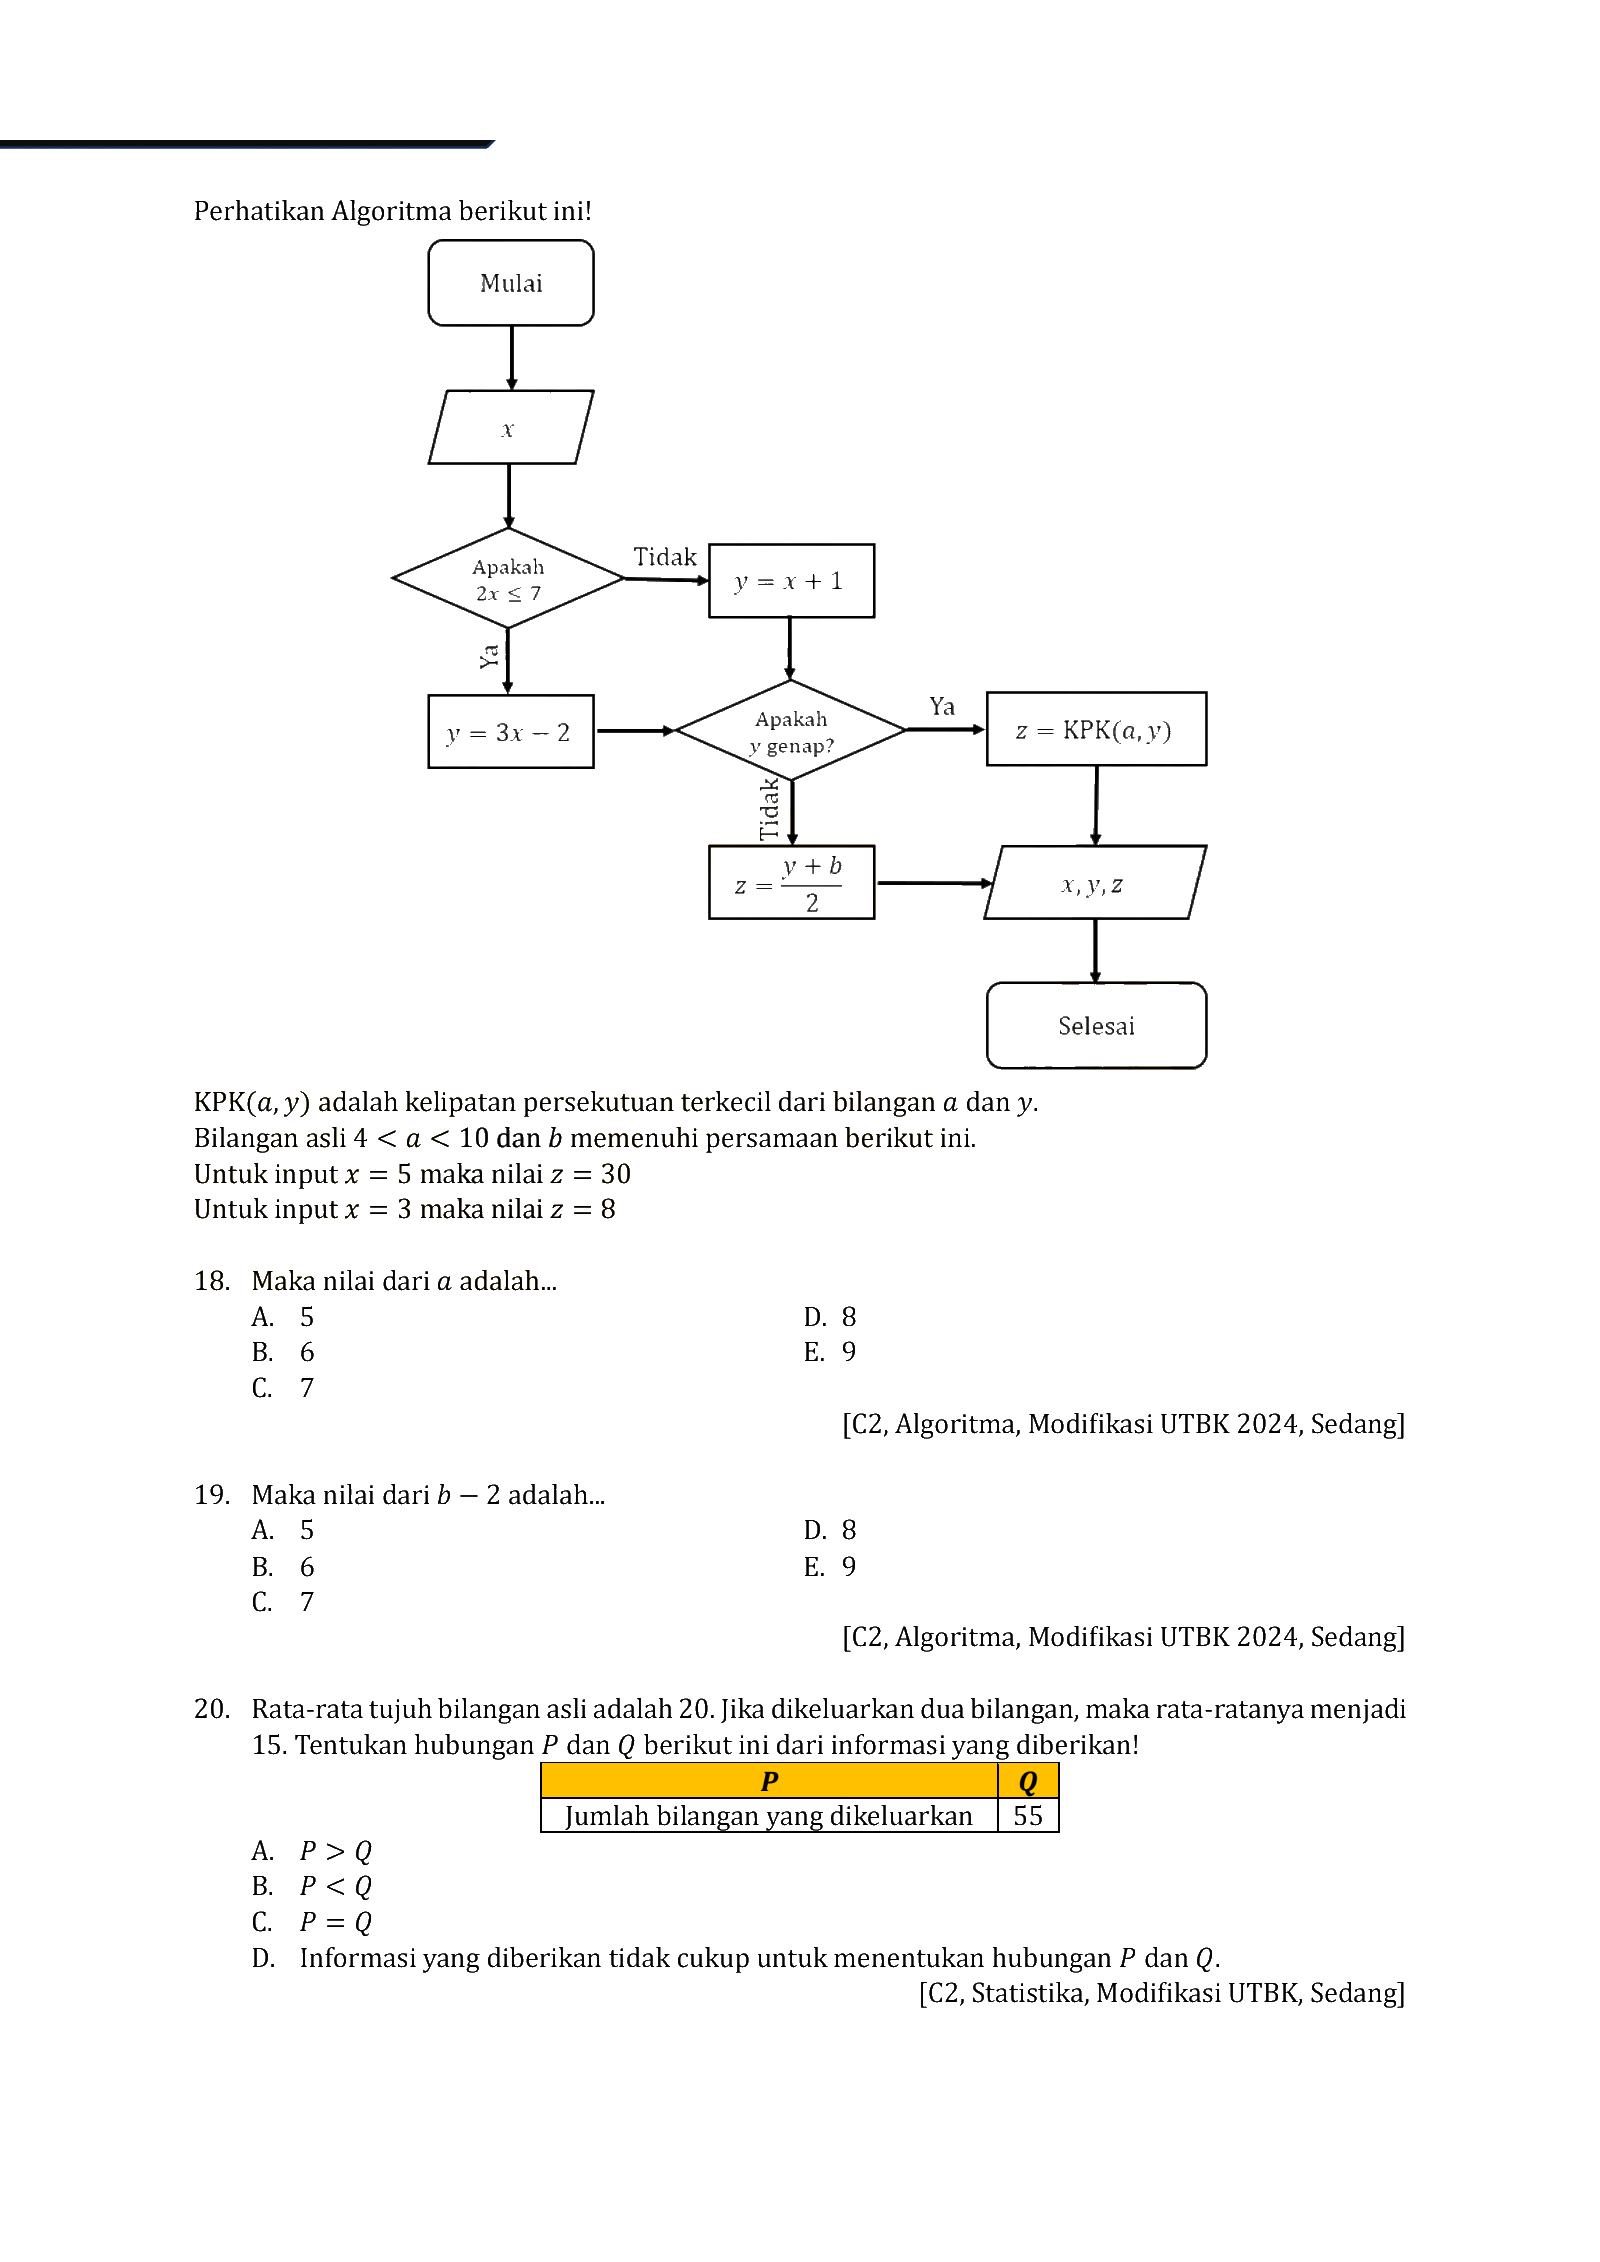 Perhatikan Algoritma berikut ini!
Mulai
x
Apakah
2x ≤ 7
Tidak
y = x + 1
Ya
y = 3x − 2
Apakah
y genap?
Ya
z = KPK(a, y)
Tidak
z = (y + b)/2
x, y, z
Selesai
KPK(a, y) adalah kelipatan persekutuan terkecil dari bilangan a dan y.
Bilangan asli 4 < a < 10 dan b memenuhi persamaan berikut ini.
Untuk input x = 5 maka nilai z = 30
Untuk input x = 3 maka nilai z = 8
18. Maka nilai dari a adalah...
A. 5 D. 8
B. 6 E. 9
C. 7
[C2, Algoritma, Modifikasi UTBK 2024, Sedang]
19. Maka nilai dari b − 2 adalah...
A. 5 D. 8
B. 6 E. 9
C. 7
[C2, Algoritma, Modifikasi UTBK 2024, Sedang]
20. Rata-rata tujuh bilangan asli adalah 20. Jika dikeluarkan dua bilangan, maka rata-ratanya menjadi
15. Tentukan hubungan P dan Q berikut ini dari informasi yang diberikan!
P Q
Jumlah bilangan yang dikeluarkan 55
A. P > Q
B. P < Q
C. P = Q
D. Informasi yang diberikan tidak cukup untuk menentukan hubungan P dan Q.
[C2, Statistika, Modifikasi UTBK, Sedang]